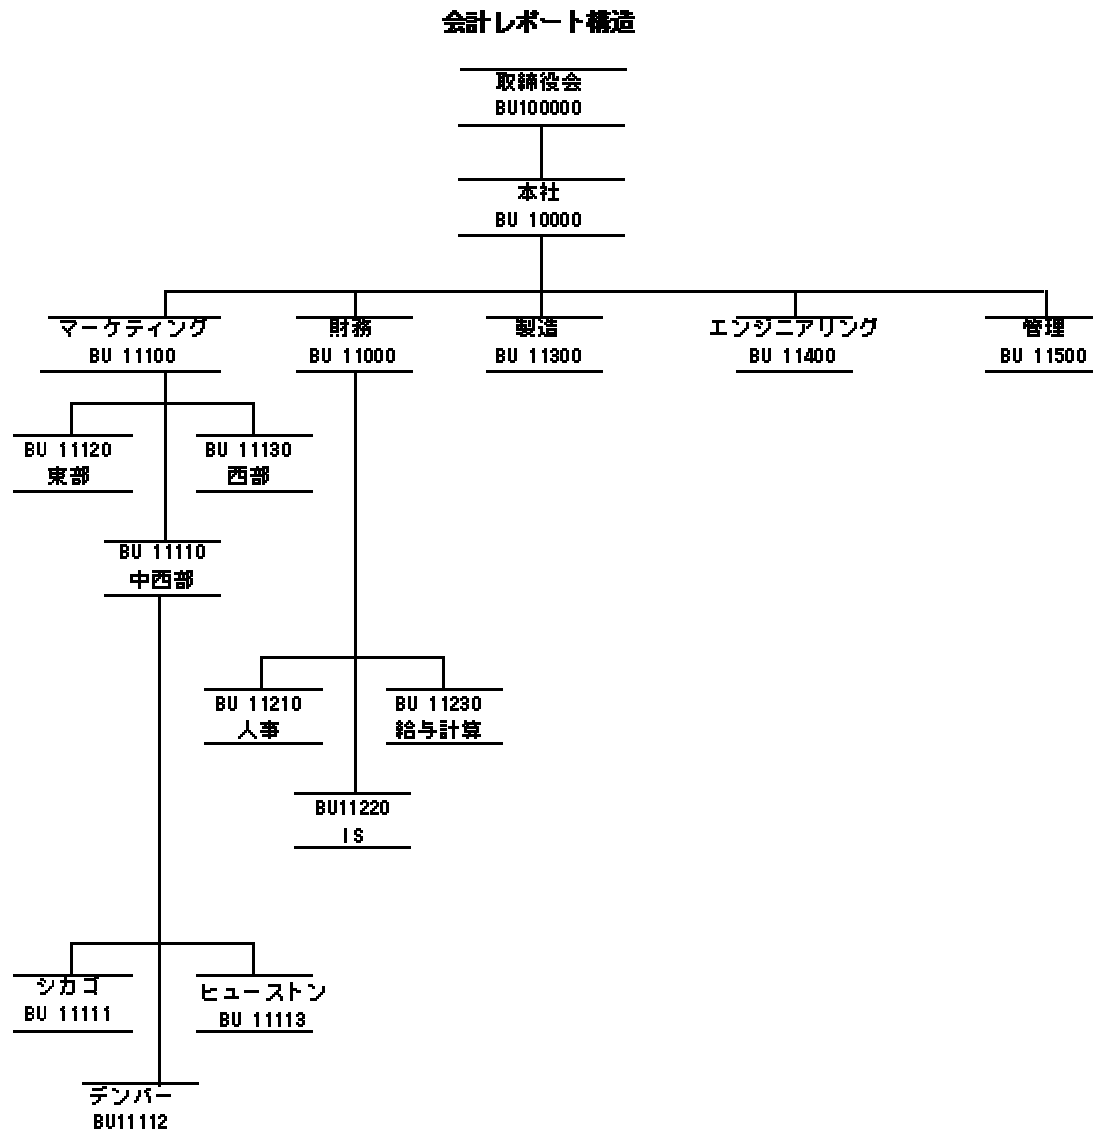 会計レポート構造
取締役会
BU100000
本社
BU 10000
マーケティング
BU 11100
財務
BU 11000
製造
BU 11300
エンジニアリング
BU 11400
管理
BU 11500
BU 11120
東部
BU 11130
西部
BU 11110
中西部
BU 11210
人事
BU 11230
給与計算
BU11220
IS
シカゴ
BU 11111
ヒューストン
BU 11113
デンバー
BU11112